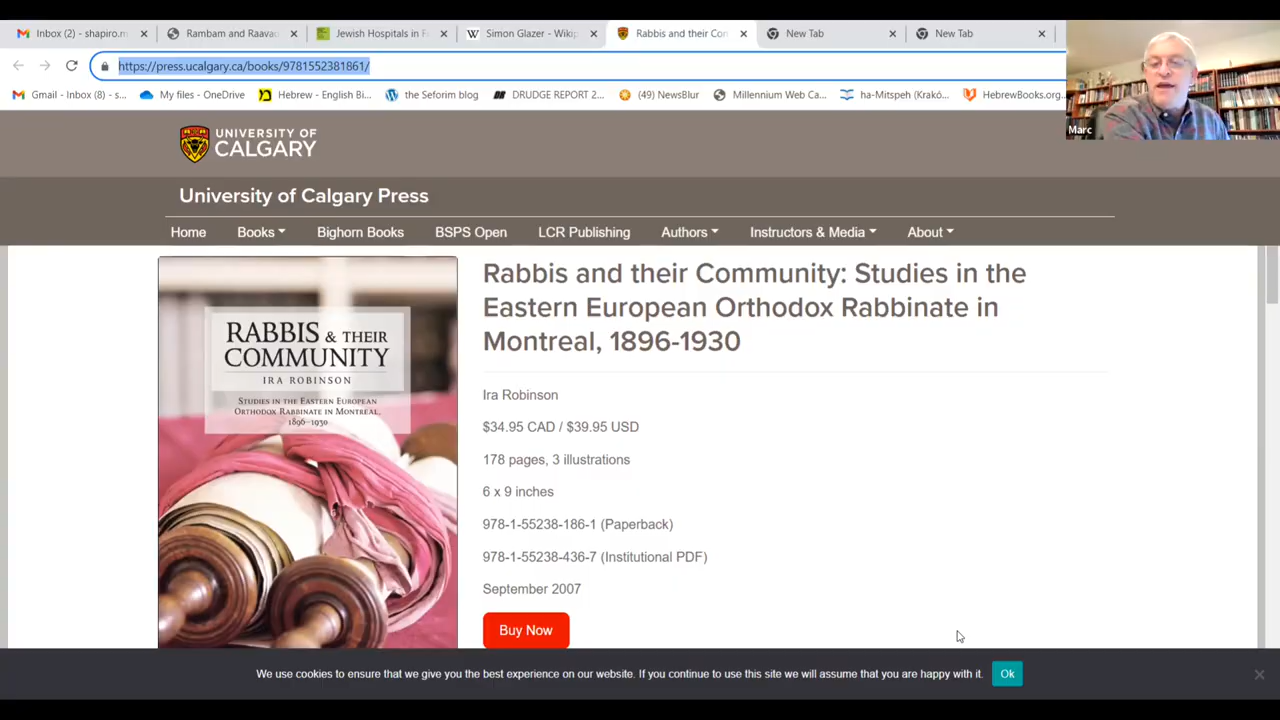 Inbox (2) - shapiro.m
Rambam and Raava
Jewish Hospitals in F
Simon Glazer - Wikip
Rabbis and their Con
New Tab
New Tab
https://press.ucalgary.ca/books/9781552381861/
Gmail - Inbox (8) - s...
My files - OneDrive
Hebrew - English Bi...
the Seforim blog
DRUDGE REPORT 2...
(49) NewsBlur
Millennium Web Ca...
ha-Mitspeh (Krakó...
HebrewBooks.org...
Marc
UNIVERSITY OF
CALGARY
University of Calgary Press
Home
Books
Bighorn Books
BSPS Open
LCR Publishing
Authors
Instructors & Media
About
RABBIS & THEIR
COMMUNITY
IRA ROBINSON
STUDIES IN THE EASTERN EUROPEAN
ORTHODOX RABBINATE IN MONTREAL,
1896–1930
Rabbis and their Community: Studies in the
Eastern European Orthodox Rabbinate in
Montreal, 1896-1930
Ira Robinson
$34.95 CAD / $39.95 USD
178 pages, 3 illustrations
6 x 9 inches
978-1-55238-186-1 (Paperback)
978-1-55238-436-7 (Institutional PDF)
September 2007
Buy Now
We use cookies to ensure that we give you the best experience on our website. If you continue to use this site we will assume that you are happy with it.
Ok